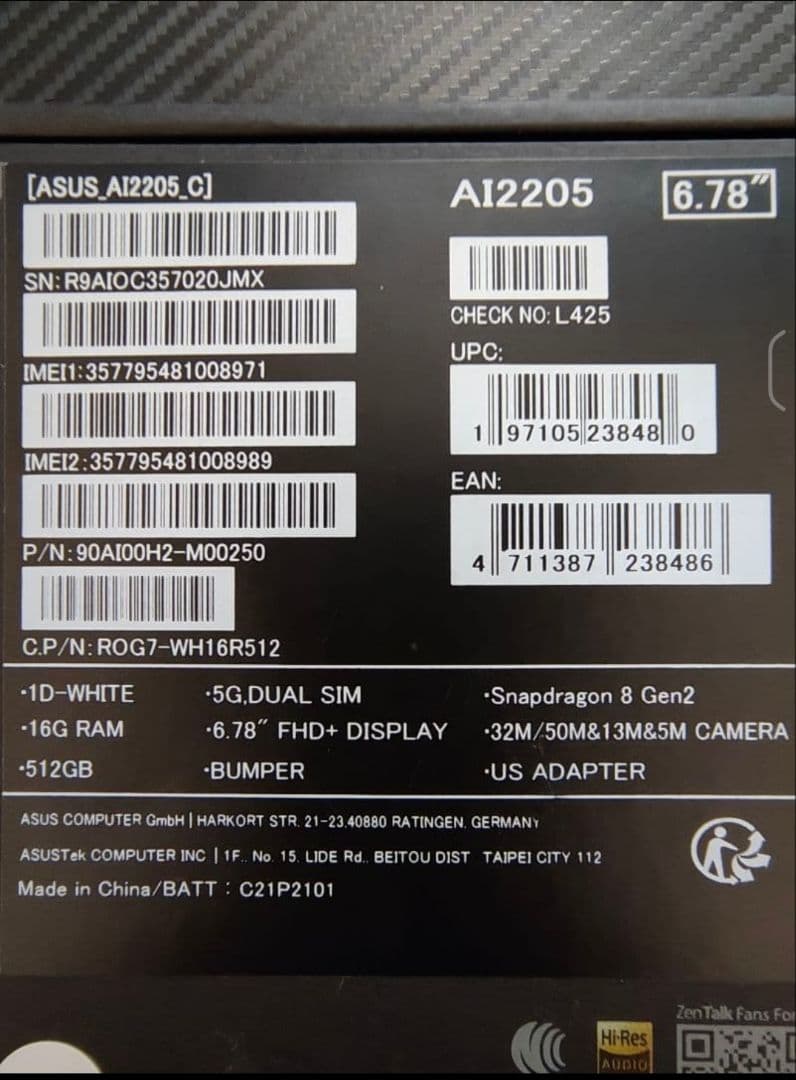 [ASUS_AI2205_C]
SN:R9AIOC357020JMX
IMEI1:357795481008971
IMEI2:357795481008989
P/N:90AI00H2-M00250
C.P/N:ROG7-WH16R512
AI2205
6.78"
CHECK NO:L425
UPC:
1 97105 23848 0
EAN:
4 711387 238486
·1D-WHITE ·5G,DUAL SIM ·Snapdragon 8 Gen2
·16G RAM ·6.78" FHD+ DISPLAY ·32M/50M&13M&5M CAMERA
·512GB ·BUMPER ·US ADAPTER
ASUS COMPUTER GmbH | HARKORT STR. 21-23,40880 RATINGEN. GERMANY
ASUSTek COMPUTER INC | 1F., No. 15, LIDE Rd., BEITOU DIST TAIPEI CITY 112
Made in China/BATT : C21P2101
ZenTalk Fans For
Hi-Res
AUDIO